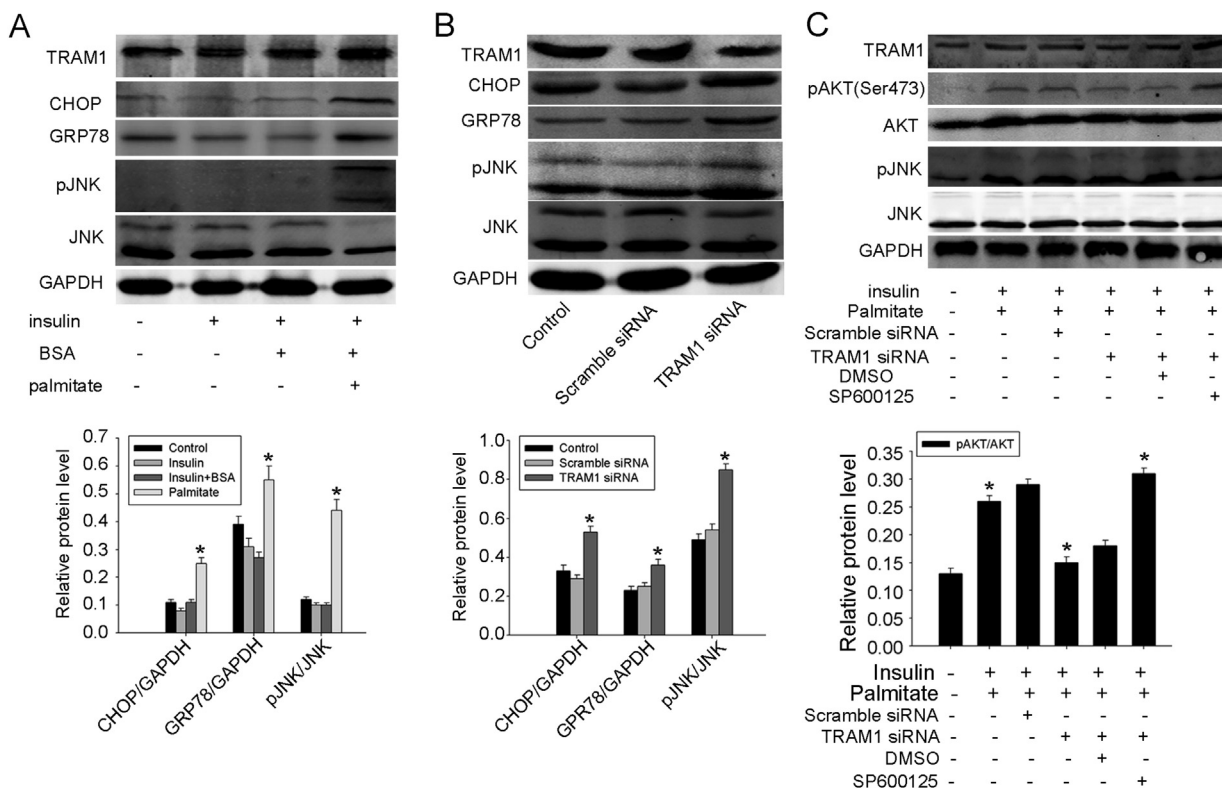 A
TRAM1
CHOP
GRP78
pJNK
JNK
GAPDH
insulin - + + +
BSA - - + +
palmitate - - - +
0.7
0.6
0.5
0.4
0.3
0.2
0.1
0.0
Relative protein level
Control
Insulin
Insulin+BSA
Palmitate
* * *
CHOP/GAPDH
GRP78/GAPDH
pJNK/JNK
B
TRAM1
CHOP
GRP78
pJNK
JNK
GAPDH
Control
Scramble siRNA
TRAM1 siRNA
1.0
0.8
0.6
0.4
0.2
0.0
Relative protein level
Control
Scramble siRNA
TRAM1 siRNA
* * *
CHOP/GAPDH
GPR78/GAPDH
pJNK/JNK
C
TRAM1
pAKT(Ser473)
AKT
pJNK
JNK
GAPDH
insulin - + + + + +
Palmitate - + + + + +
Scramble siRNA - - + - - -
TRAM1 siRNA - - - + + +
DMSO - - - - + -
SP600125 - - - - - +
pAKT/AKT
0.35
0.30
0.25
0.20
0.15
0.10
0.05
0.00
Relative protein level
* * *
Insulin - + + + + +
Palmitate - + + + + +
Scramble siRNA - - + - - -
TRAM1 siRNA - - - + + +
DMSO - - - - + -
SP600125 - - - - - +